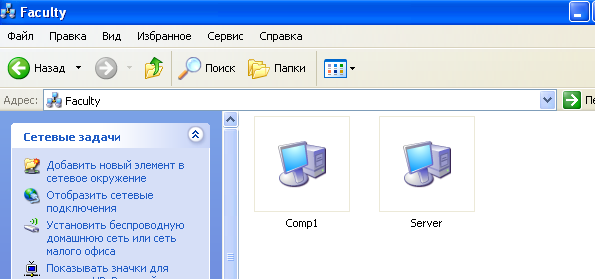 Faculty
Файл Правка Вид Избранное Сервис Справка
Назад Поиск Папки
Адрес: Faculty
Сетевые задачи
Добавить новый элемент в
сетевое окружение
Отобразить сетевые
подключения
Установить беспроводную
домашнюю сеть или сеть
малого офиса
Показывать значки для
Comp1 Server